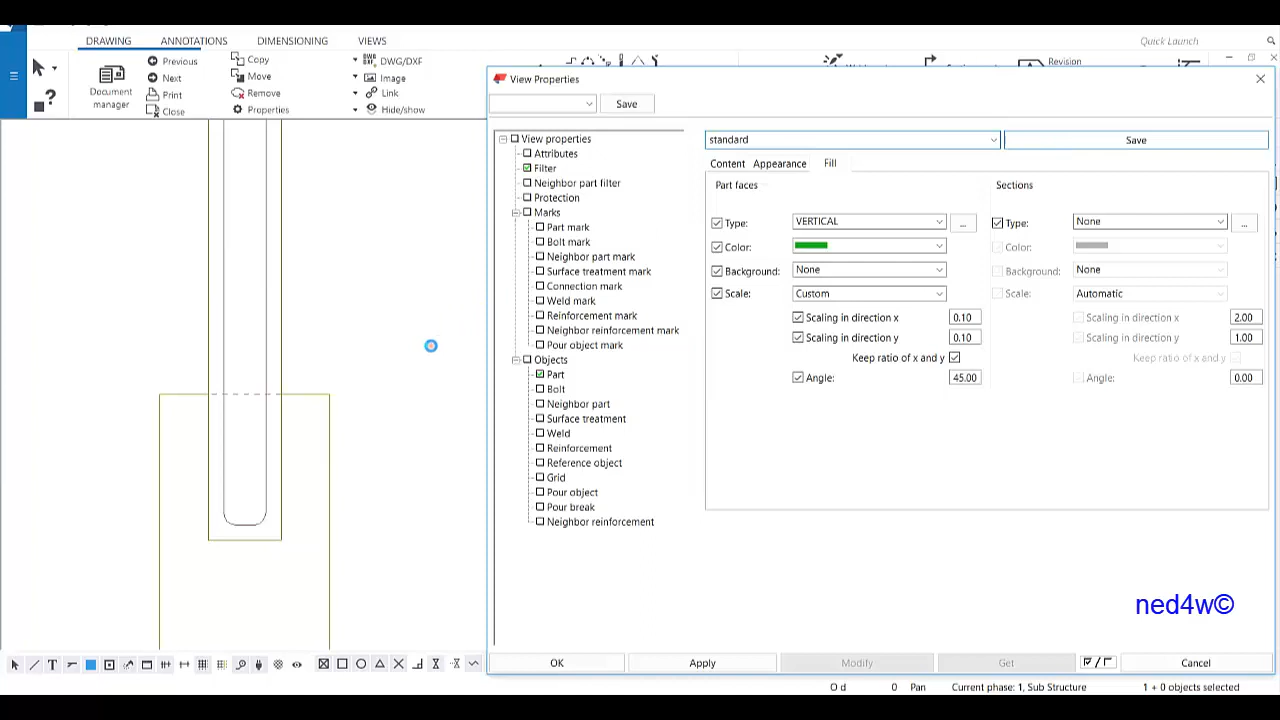 DRAWING ANNOTATIONS DIMENSIONING VIEWS Quick Launch
Document manager
Previous
Next
Print
Close
Copy
Move
Remove
Properties
DWG/DXF
Image
Link
Hide/show
Revision
View Properties
Save
View properties
Attributes
Filter
Neighbor part filter
Protection
Marks
Part mark
Bolt mark
Neighbor part mark
Surface treatment mark
Connection mark
Weld mark
Reinforcement mark
Neighbor reinforcement mark
Pour object mark
Objects
Part
Bolt
Neighbor part
Surface treatment
Weld
Reinforcement
Reference object
Grid
Pour object
Pour break
Neighbor reinforcement
standard Save
Content Appearance Fill
Part faces
Type: VERTICAL ...
Color:
Background: None
Scale: Custom
Scaling in direction x 0.10
Scaling in direction y 0.10
Keep ratio of x and y
Angle: 45.00
Sections
Type: None ...
Color:
Background: None
Scale: Automatic
Scaling in direction x 2.00
Scaling in direction y 1.00
Keep ratio of x and y
Angle: 0.00
ned4w©
OK Apply Modify Get Cancel
O d 0 Pan Current phase: 1, Sub Structure 1 + 0 objects selected